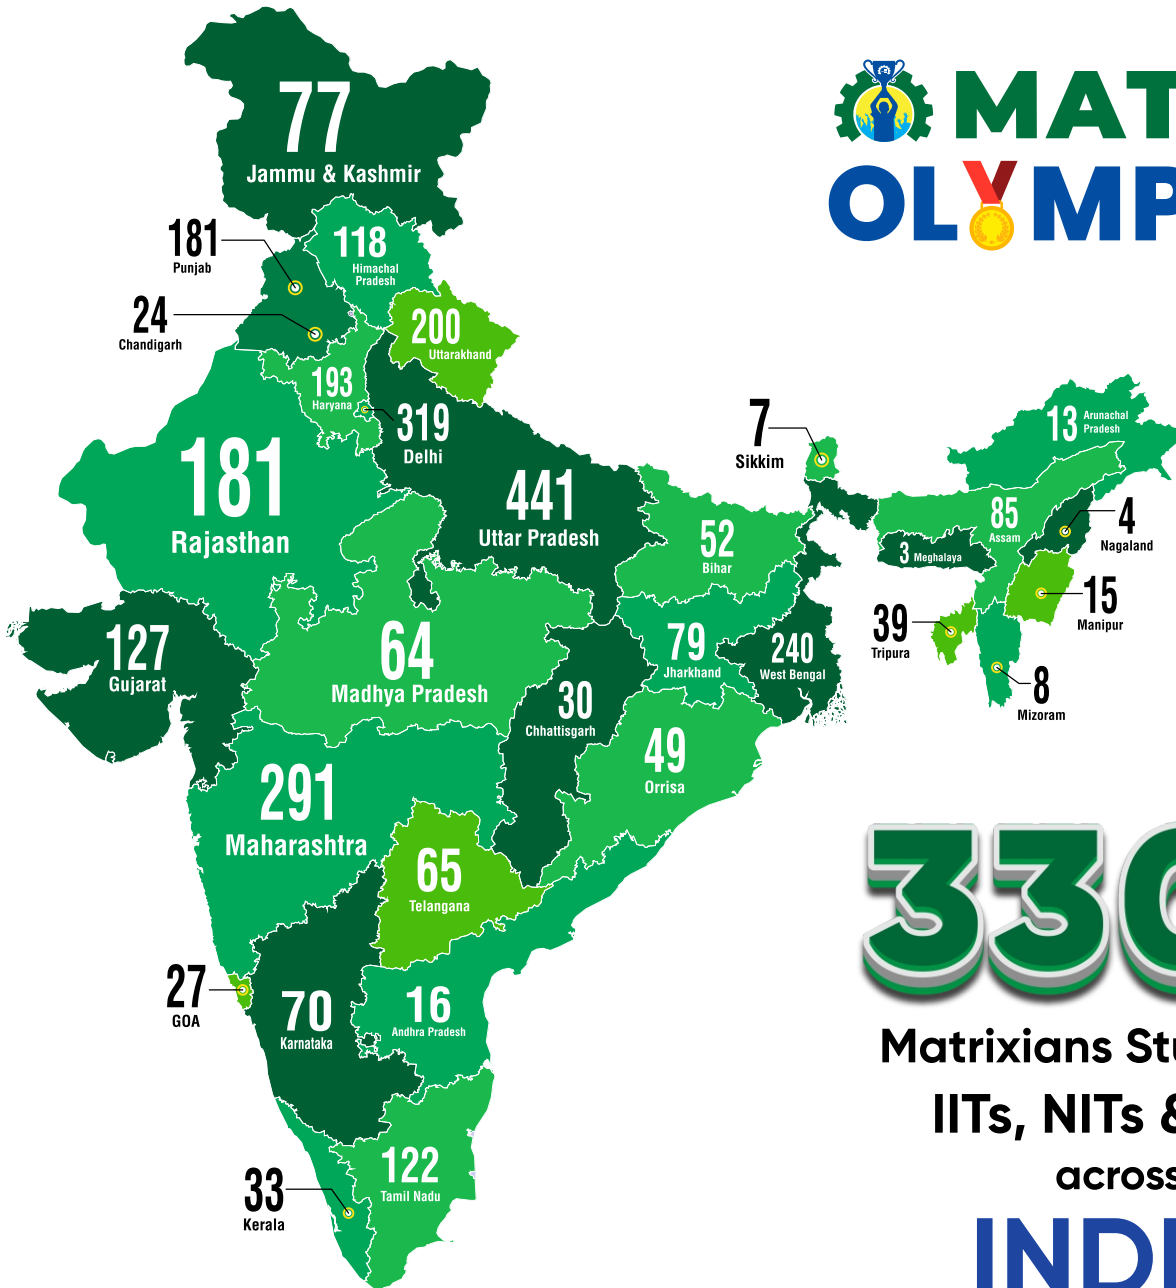 MAT
OLYMP
77
Jammu & Kashmir
181
Punjab
118
Himachal
Pradesh
24
Chandigarh
200
Uttarakhand
193
Haryana
319
Delhi
181
Rajasthan
441
Uttar Pradesh
7
Sikkim
13
Arunachal
Pradesh
52
Bihar
85
Assam
4
Nagaland
3 Meghalaya
15
Manipur
127
Gujarat
64
Madhya Pradesh
79
Jharkhand
240
West Bengal
39
Tripura
8
Mizoram
30
Chhattisgarh
49
Orrisa
291
Maharashtra
65
Telangana
27
GOA
70
Karnataka
16
Andhra Pradesh
122
Tamil Nadu
33
Kerala
33
Matrixians Stu
IITs, NITs &
across
INDI